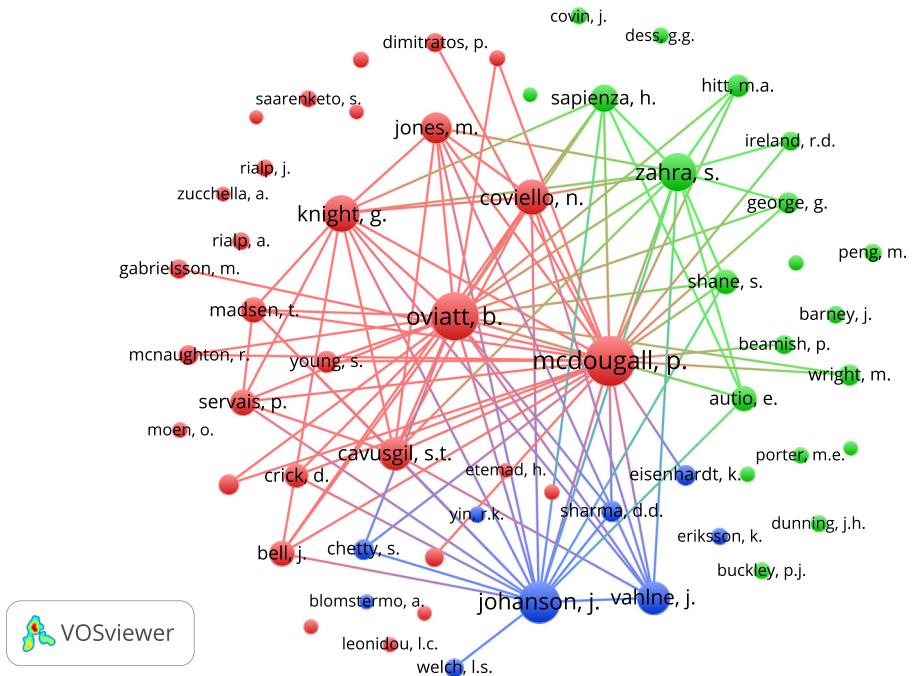 covin, j.
dess, g.g.
dimitratos, p.
hitt, m.a.
saarenketo, s.
sapienza, h.
jones, m.
ireland, r.d.
rialp, j.
zahra, s.
zucchella, a.
coviello, n.
george, g.
knight, g.
rialp, a.
peng, m.
gabrielsson, m.
shane, s.
madsen, t.
oviatt, b.
barney, j.
beamish, p.
mcnaughton, r.
young, s.
mcdougall, p.
wright, m.
servais, p.
autio, e.
moen, o.
cavusgil, s.t.
porter, m.e.
etemad, h.
crick, d.
eisenhardt, k.
yin, r.k.
sharma, d.d.
dunning, j.h.
eriksson, k.
bell, j.
chetty, s.
buckley, p.j.
blomstermo, a.
johanson, j.
vahlne, j.
VOSviewer
leonidou, l.c.
welch, l.s.